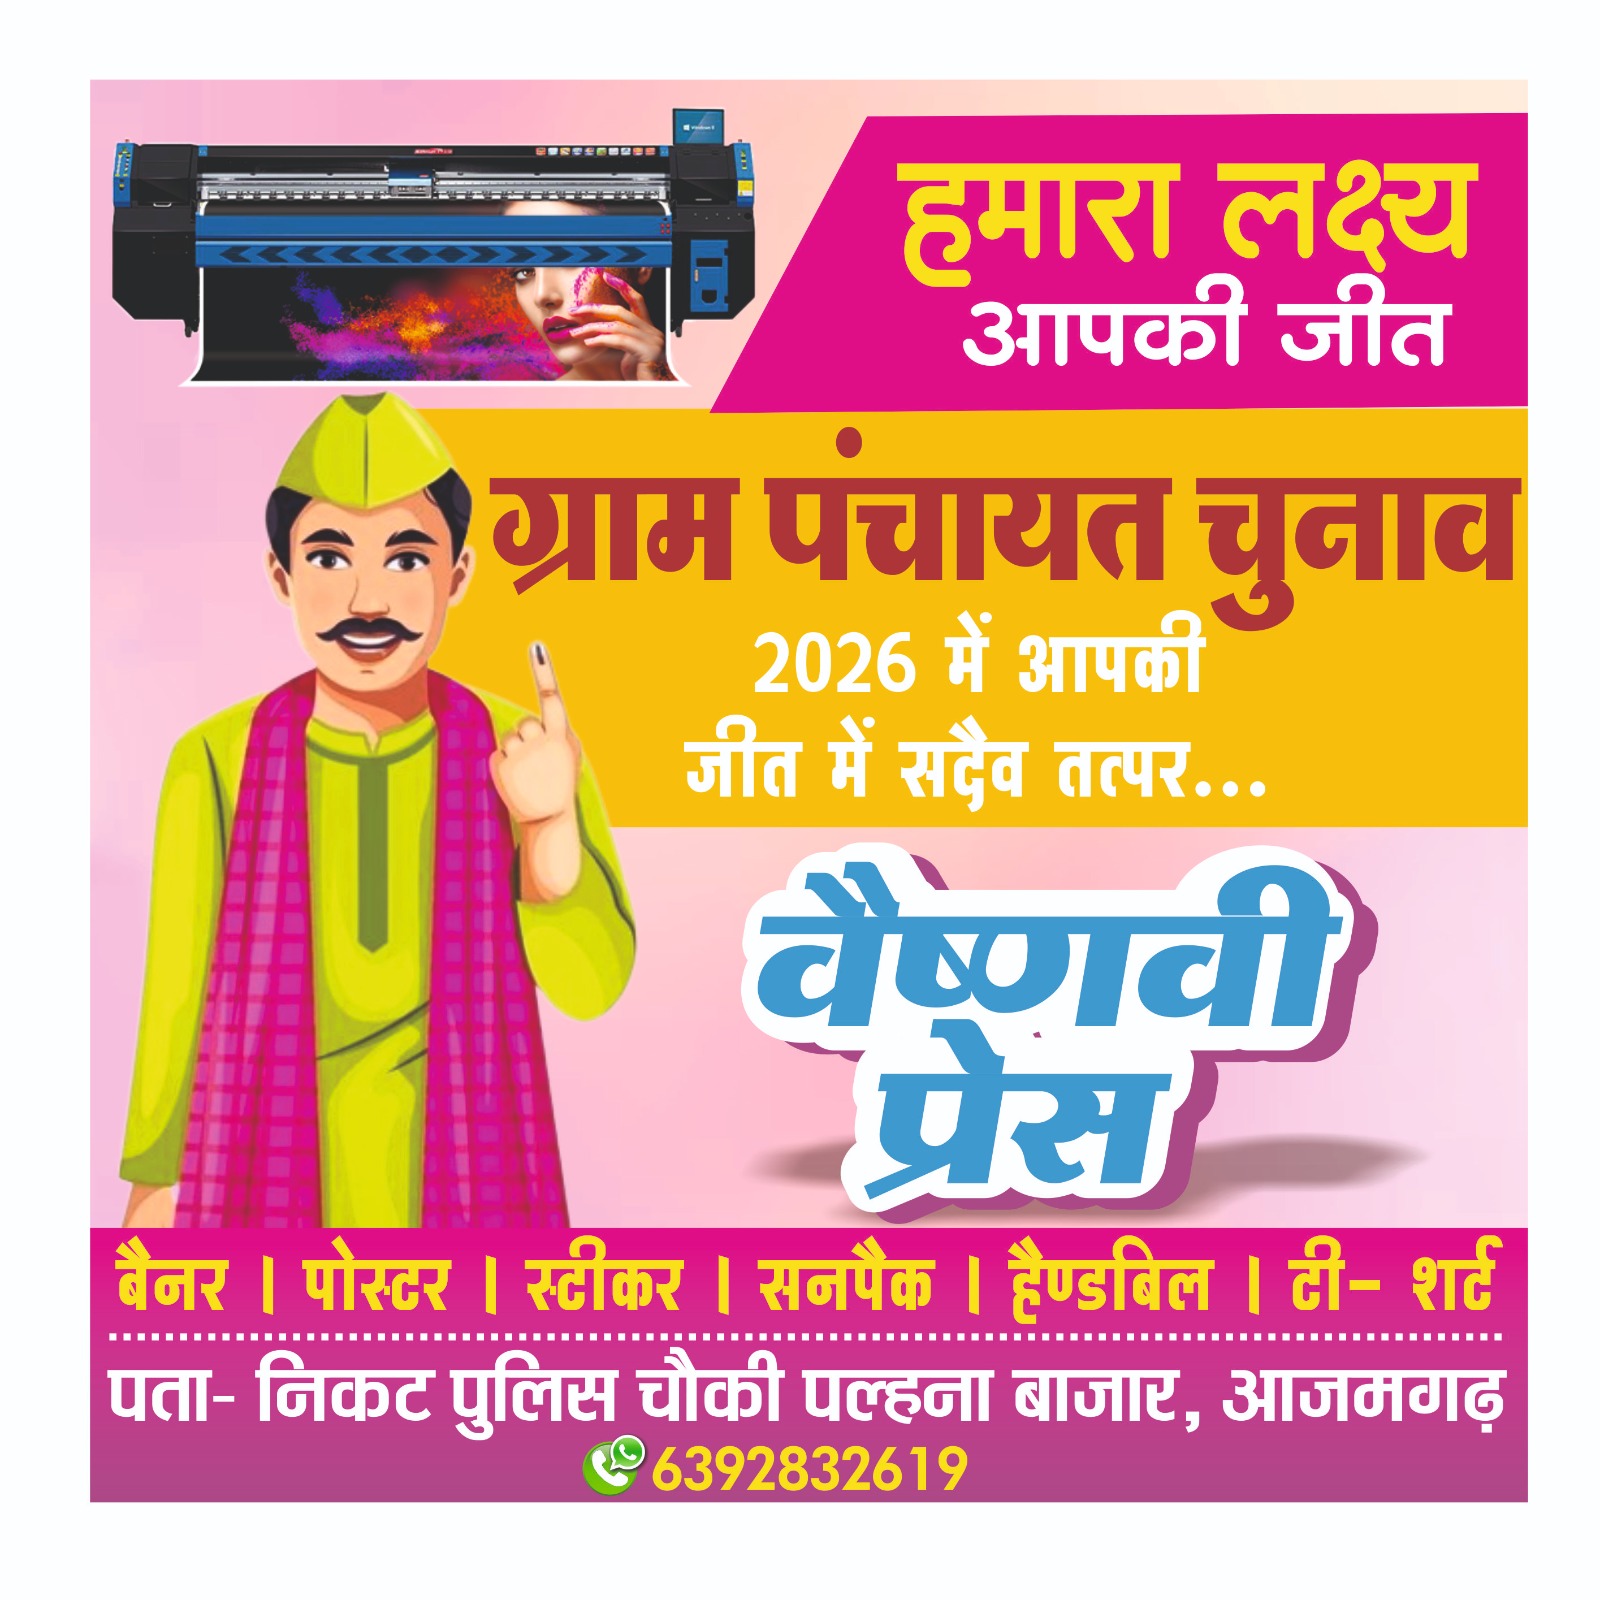 हमारा लक्ष्य
आपकी जीत
ग्राम पंचायत चुनाव
2026 में आपकी
जीत में सदैव तत्पर...
वैष्णवी
प्रेस
बैनर | पोस्टर | स्टीकर | सनपैक | हैण्डबिल | टी- शर्ट
पता- निकट पुलिस चौकी पल्हना बाजार, आजमगढ़
6392832619